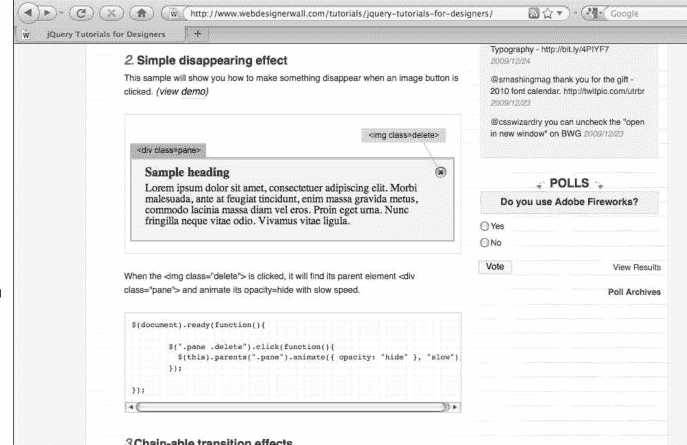 http://www.webdesignerwall.com/tutorials/jquery-tutorials-for-designers/
Google
jQuery Tutorials for Designers
2. Simple disappearing effect
This sample will show you how to make something disappear when an image button is
clicked. (view demo)
<img class=delete>
<div class=pane>
Sample heading
Lorem ipsum dolor sit amet, consectetuer adipiscing elit. Morbi
malesuada, ante at feugiat tincidunt, enim massa gravida metus,
commodo lacinia massa diam vel eros. Proin eget urna. Nunc
fringilla neque vitae odio. Vivamus vitae ligula.
When the <img class="delete"> is clicked, it will find its parent element <div
class="pane"> and animate its opacity=hide with slow speed.
$(document).ready(function(){
$(".pane .delete").click(function(){
$(this).parents(".pane").animate({ opacity: "hide" }, "slow")
});
});
3 Chain-able transition effects
Typography - http://bit.ly/4PIYF7
2009/12/24
@smashingmag thank you for the gift -
2010 font calendar. http://twitpic.com/utrbr
2009/12/23
@csswizardry you can uncheck the "open
in new window" on BWG 2009/12/23
POLLS
Do you use Adobe Fireworks?
Yes
No
Vote
View Results
Poll Archives